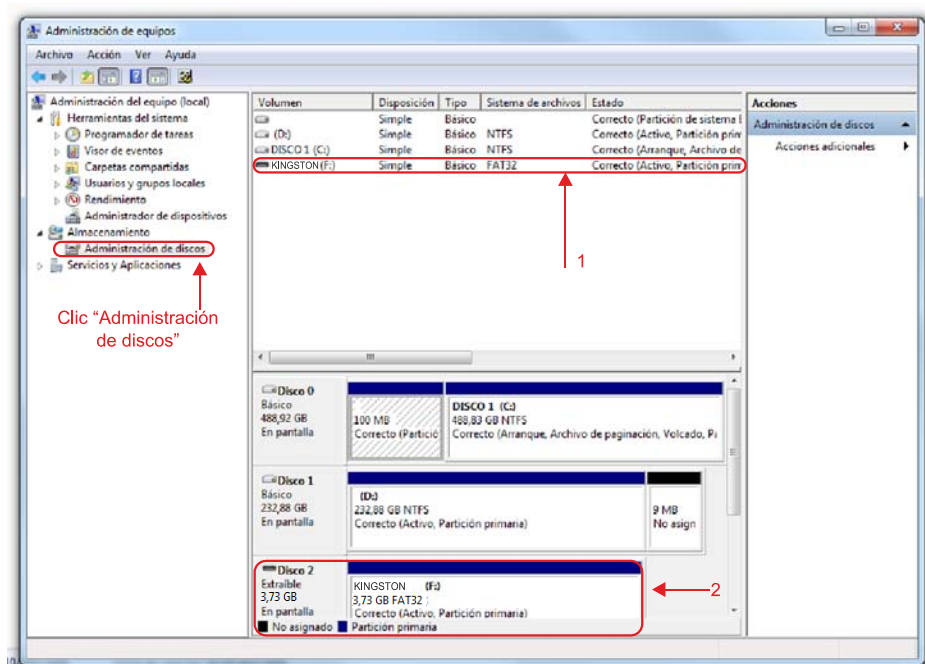 Administración de equipos
Archivo Acción Ver Ayuda
Administración del equipo (local)
Herramientas del sistema
Programador de tareas
Visor de eventos
Carpetas compartidas
Usuarios y grupos locales
Rendimiento
Administrador de dispositivos
Almacenamiento
Administración de discos
Servicios y Aplicaciones
Clic “Administración
de discos”
Volumen Disposición Tipo Sistema de archivos Estado
Simple Básico Correcto (Partición de sistema
(D:) Simple Básico NTFS Correcto (Activo, Partición prin
DISCO 1 (C:) Simple Básico NTFS Correcto (Arranque, Archivo de
KINGSTON (F:) Simple Básico FAT32 Correcto (Activo, Partición prin
1
Acciones
Administración de discos
Acciones adicionales
Disco 0
Básico
488,92 GB
En pantalla
100 MB
Correcto (Partició
DISCO 1 (C:)
488,83 GB NTFS
Correcto (Arranque, Archivo de paginación, Volcado, Pa
Disco 1
Básico
232,88 GB
En pantalla
(D:)
232,88 GB NTFS
Correcto (Activo, Partición primaria)
9 MB
No asign
Disco 2
Extraíble
3,73 GB
En pantalla
KINGSTON (F:)
3,73 GB FAT32
Correcto (Activo, Partición primaria)
2
No asignado Partición primaria